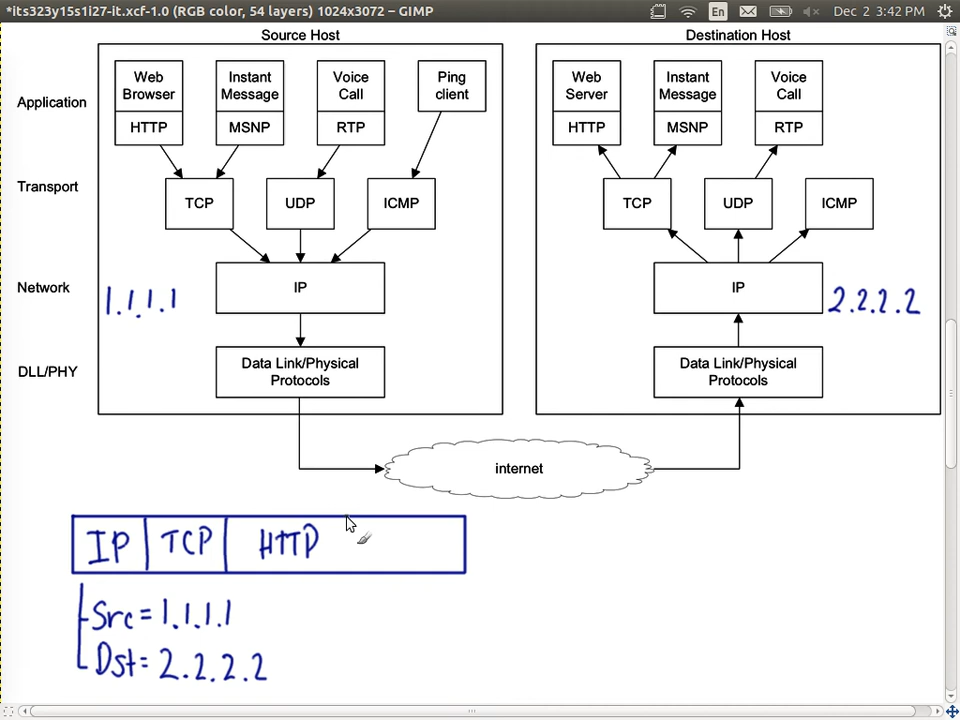 *its323y15s1i27-it.xcf-1.0 (RGB color, 54 layers) 1024x3072 – GIMP
En
Dec 2 3:42 PM
Source Host
Destination Host
Application
Web Browser
HTTP
Instant Message
MSNP
Voice Call
RTP
Ping client
Web Server
HTTP
Instant Message
MSNP
Voice Call
RTP
Transport
TCP
UDP
ICMP
TCP
UDP
ICMP
Network
1.1.1.1
IP
IP
2.2.2.2
DLL/PHY
Data Link/Physical
Protocols
Data Link/Physical
Protocols
internet
IP TCP HTTP
Src = 1.1.1.1
Dst = 2.2.2.2